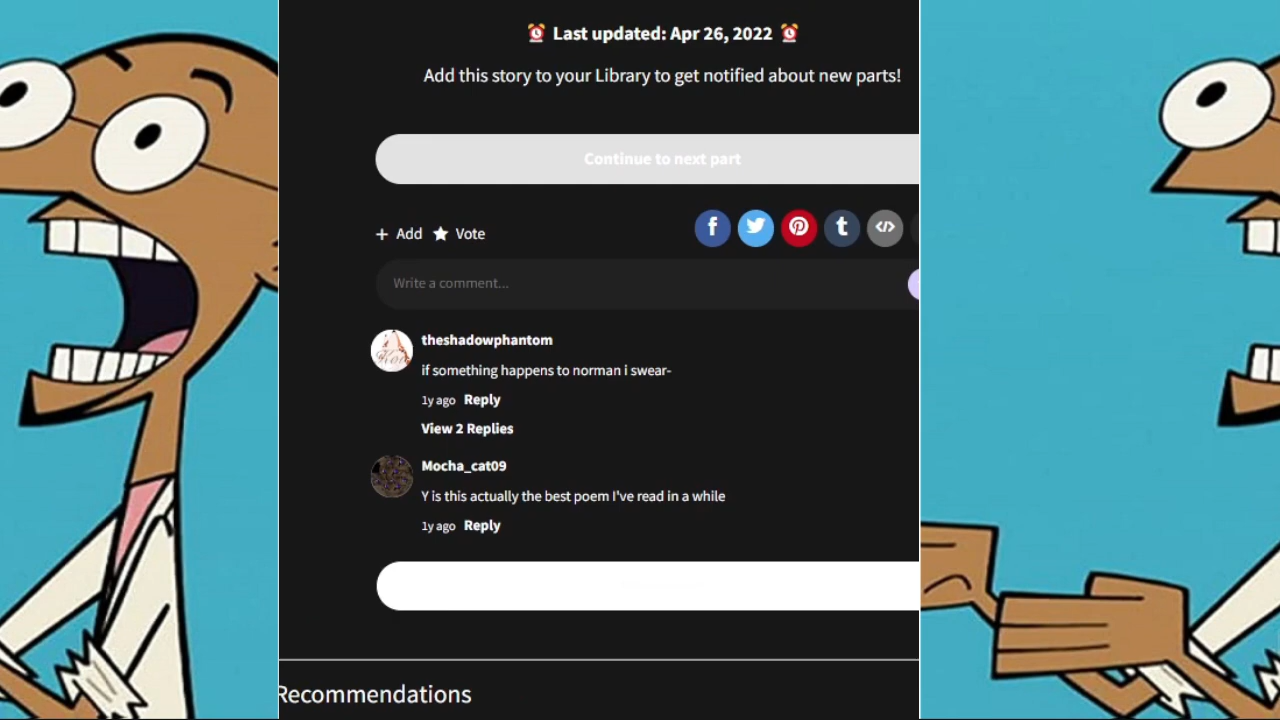 Last updated: Apr 26, 2022
Add this story to your Library to get notified about new parts!
Continue to next part
+ Add ★ Vote
Write a comment...
theshadowphantom
if something happens to norman i swear-
1y ago Reply
View 2 Replies
Mocha_cat09
Y is this actually the best poem I've read in a while
1y ago Reply
Recommendations